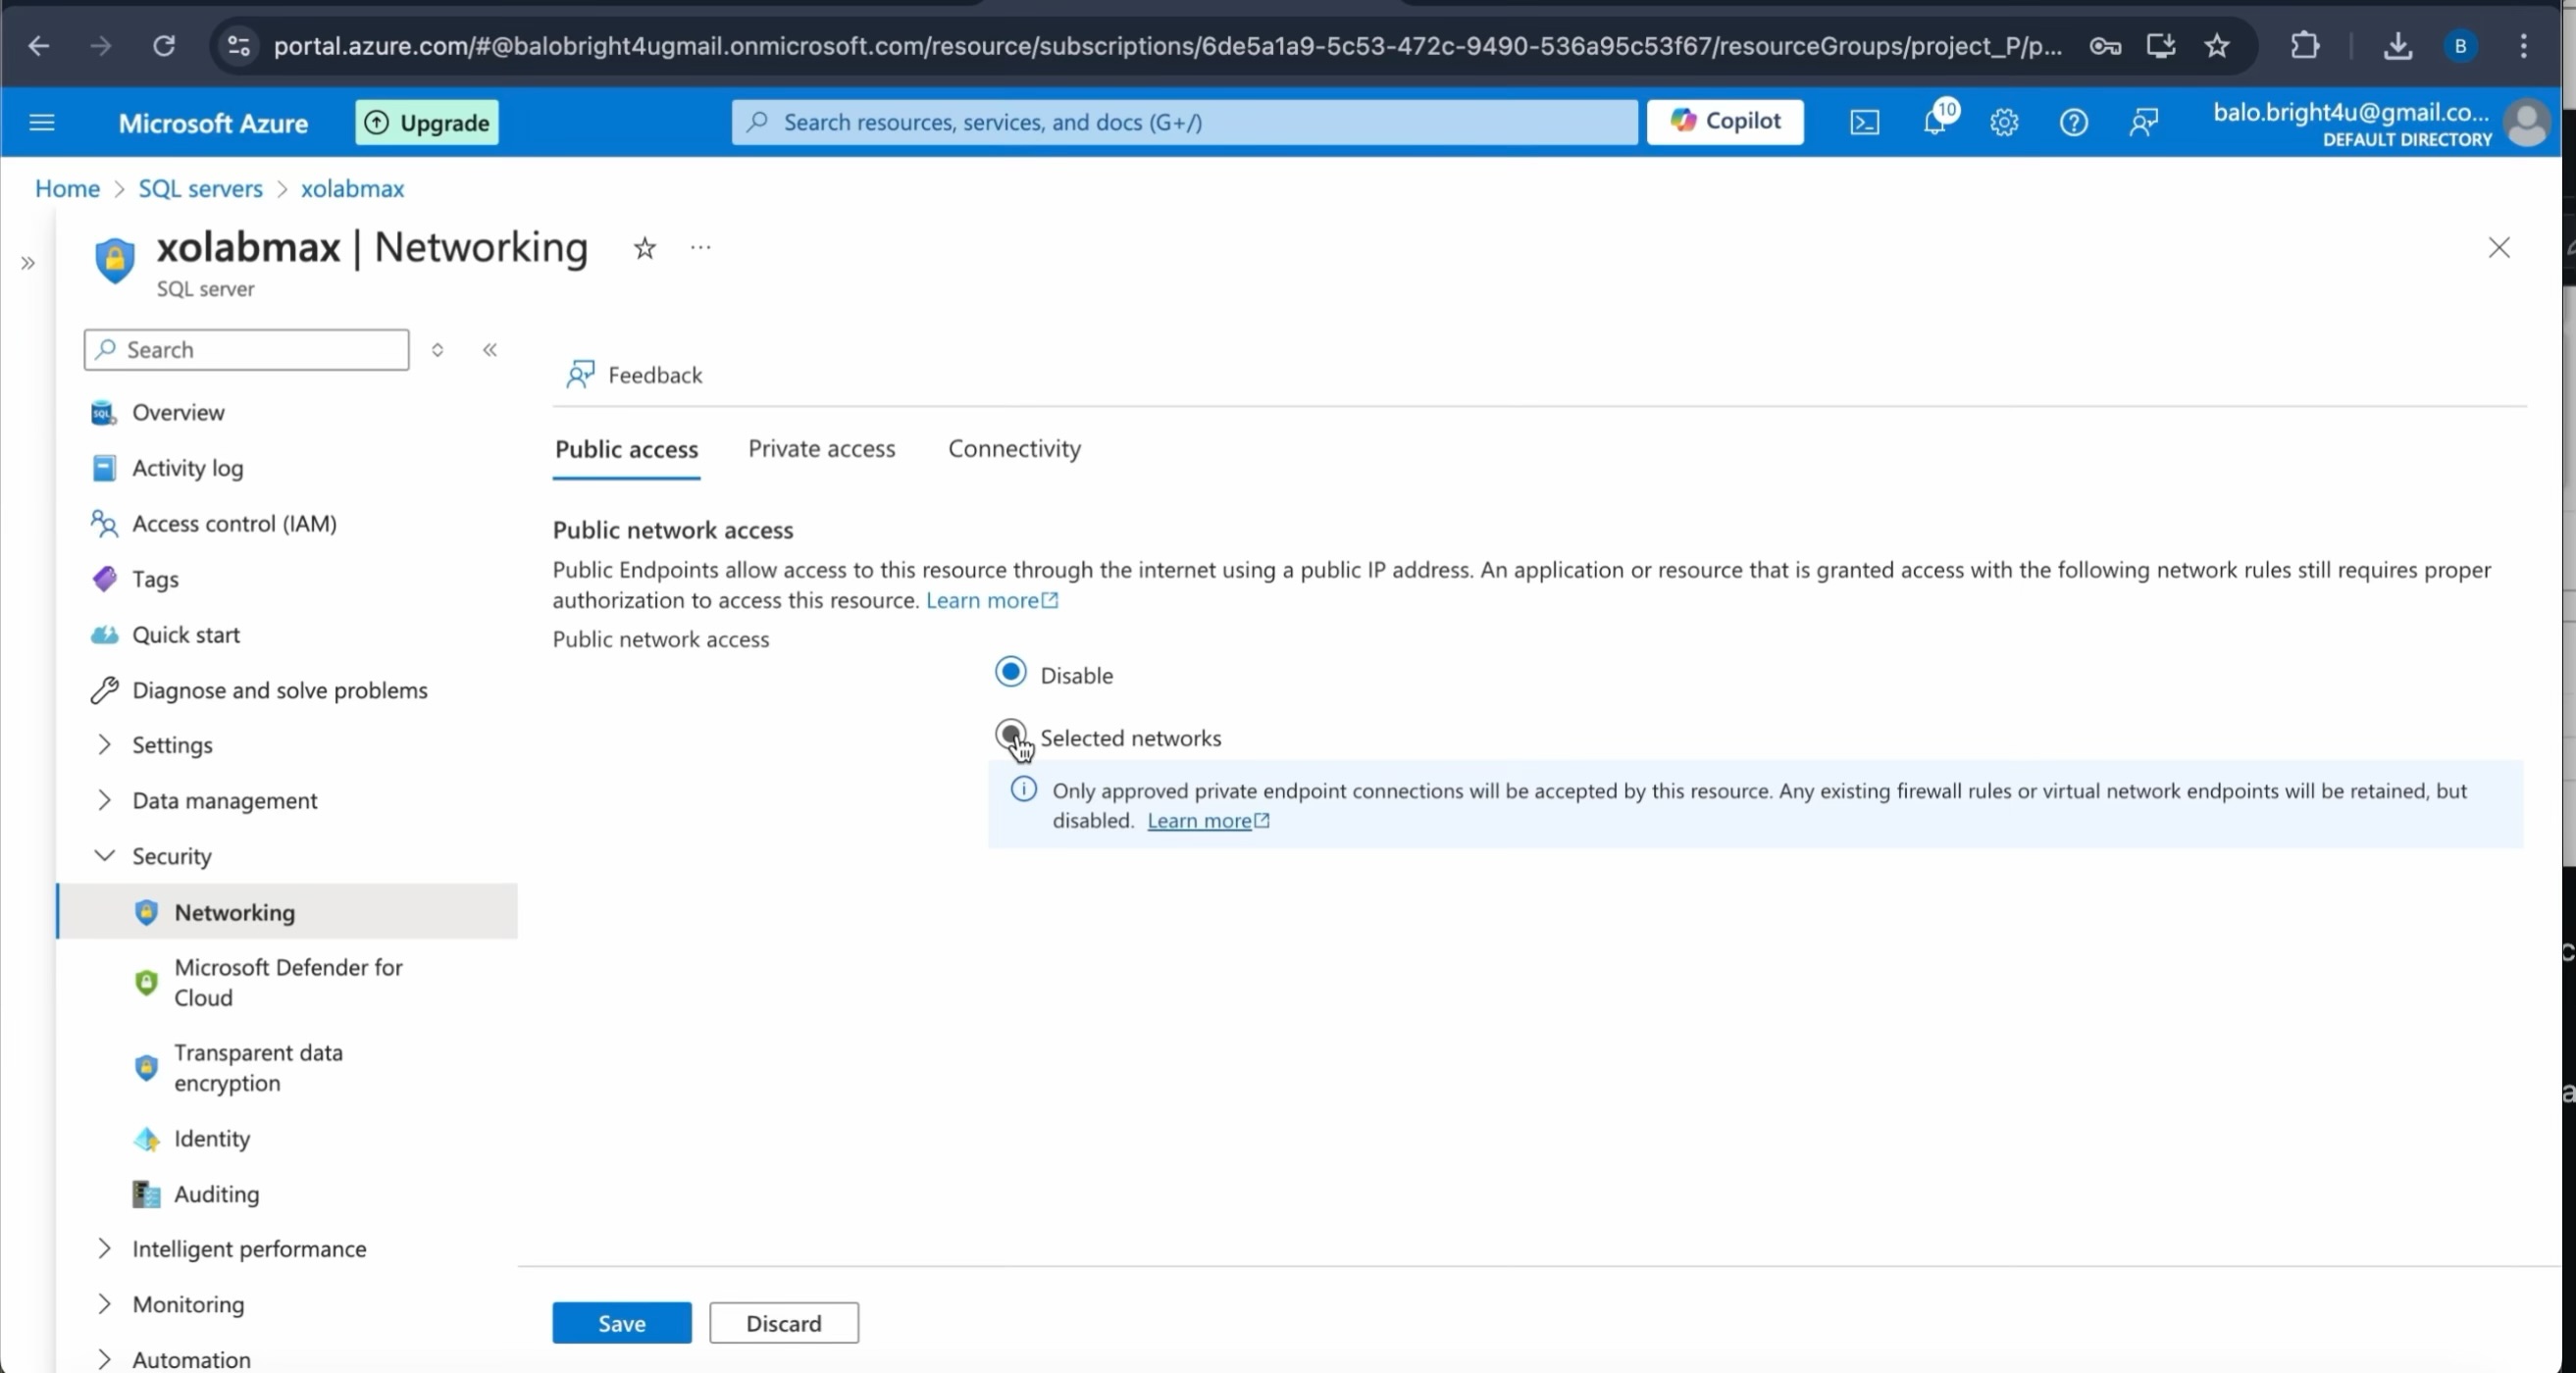 portal.azure.com/#@balobright4ugmail.onmicrosoft.com/resource/subscriptions/6de5a1a9-5c53-472c-9490-536a95c53f67/resourceGroups/project_P/p...
B
Microsoft Azure
Upgrade
Search resources, services, and docs (G+/)
Copilot
10
balo.bright4u@gmail.co...
DEFAULT DIRECTORY
Home > SQL servers > xolabmax
xolabmax | Networking
SQL server
Search
Feedback
Overview
Activity log
Access control (IAM)
Tags
Quick start
Diagnose and solve problems
Settings
Data management
Security
Networking
Microsoft Defender for
Cloud
Transparent data
encryption
Identity
Auditing
Intelligent performance
Monitoring
Automation
Public access Private access Connectivity
Public network access
Public Endpoints allow access to this resource through the internet using a public IP address. An application or resource that is granted access with the following network rules still requires proper
authorization to access this resource. Learn more
Public network access
Disable
Selected networks
Only approved private endpoint connections will be accepted by this resource. Any existing firewall rules or virtual network endpoints will be retained, but
disabled. Learn more
Save Discard